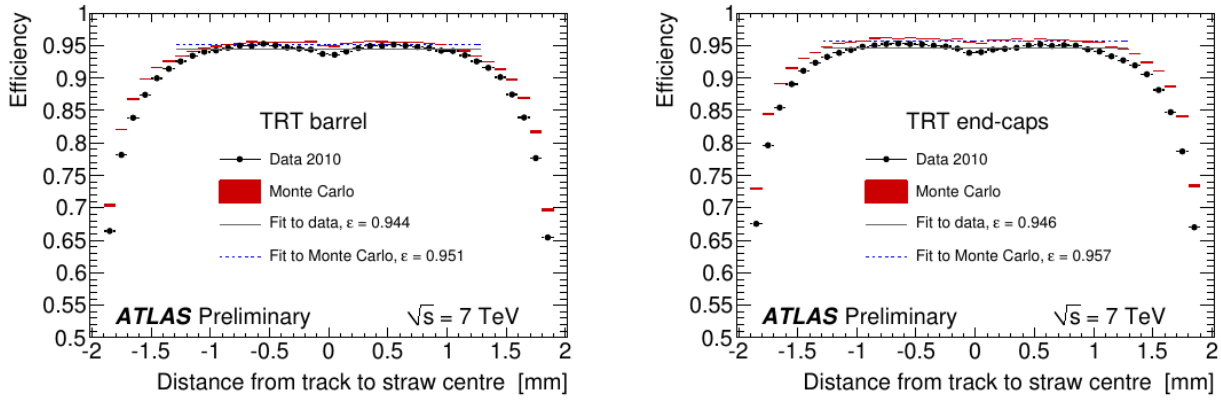 Efficiency
1
0.95
0.9
0.85
0.8
0.75
0.7
0.65
0.6
0.55
0.5
TRT barrel
Data 2010
Monte Carlo
Fit to data, ε = 0.944
Fit to Monte Carlo, ε = 0.951
ATLAS Preliminary
√s = 7 TeV
-2 -1.5 -1 -0.5 0 0.5 1 1.5 2
Distance from track to straw centre [mm]
Efficiency
1
0.95
0.9
0.85
0.8
0.75
0.7
0.65
0.6
0.55
0.5
TRT end-caps
Data 2010
Monte Carlo
Fit to data, ε = 0.946
Fit to Monte Carlo, ε = 0.957
ATLAS Preliminary
√s = 7 TeV
-2 -1.5 -1 -0.5 0 0.5 1 1.5 2
Distance from track to straw centre [mm]